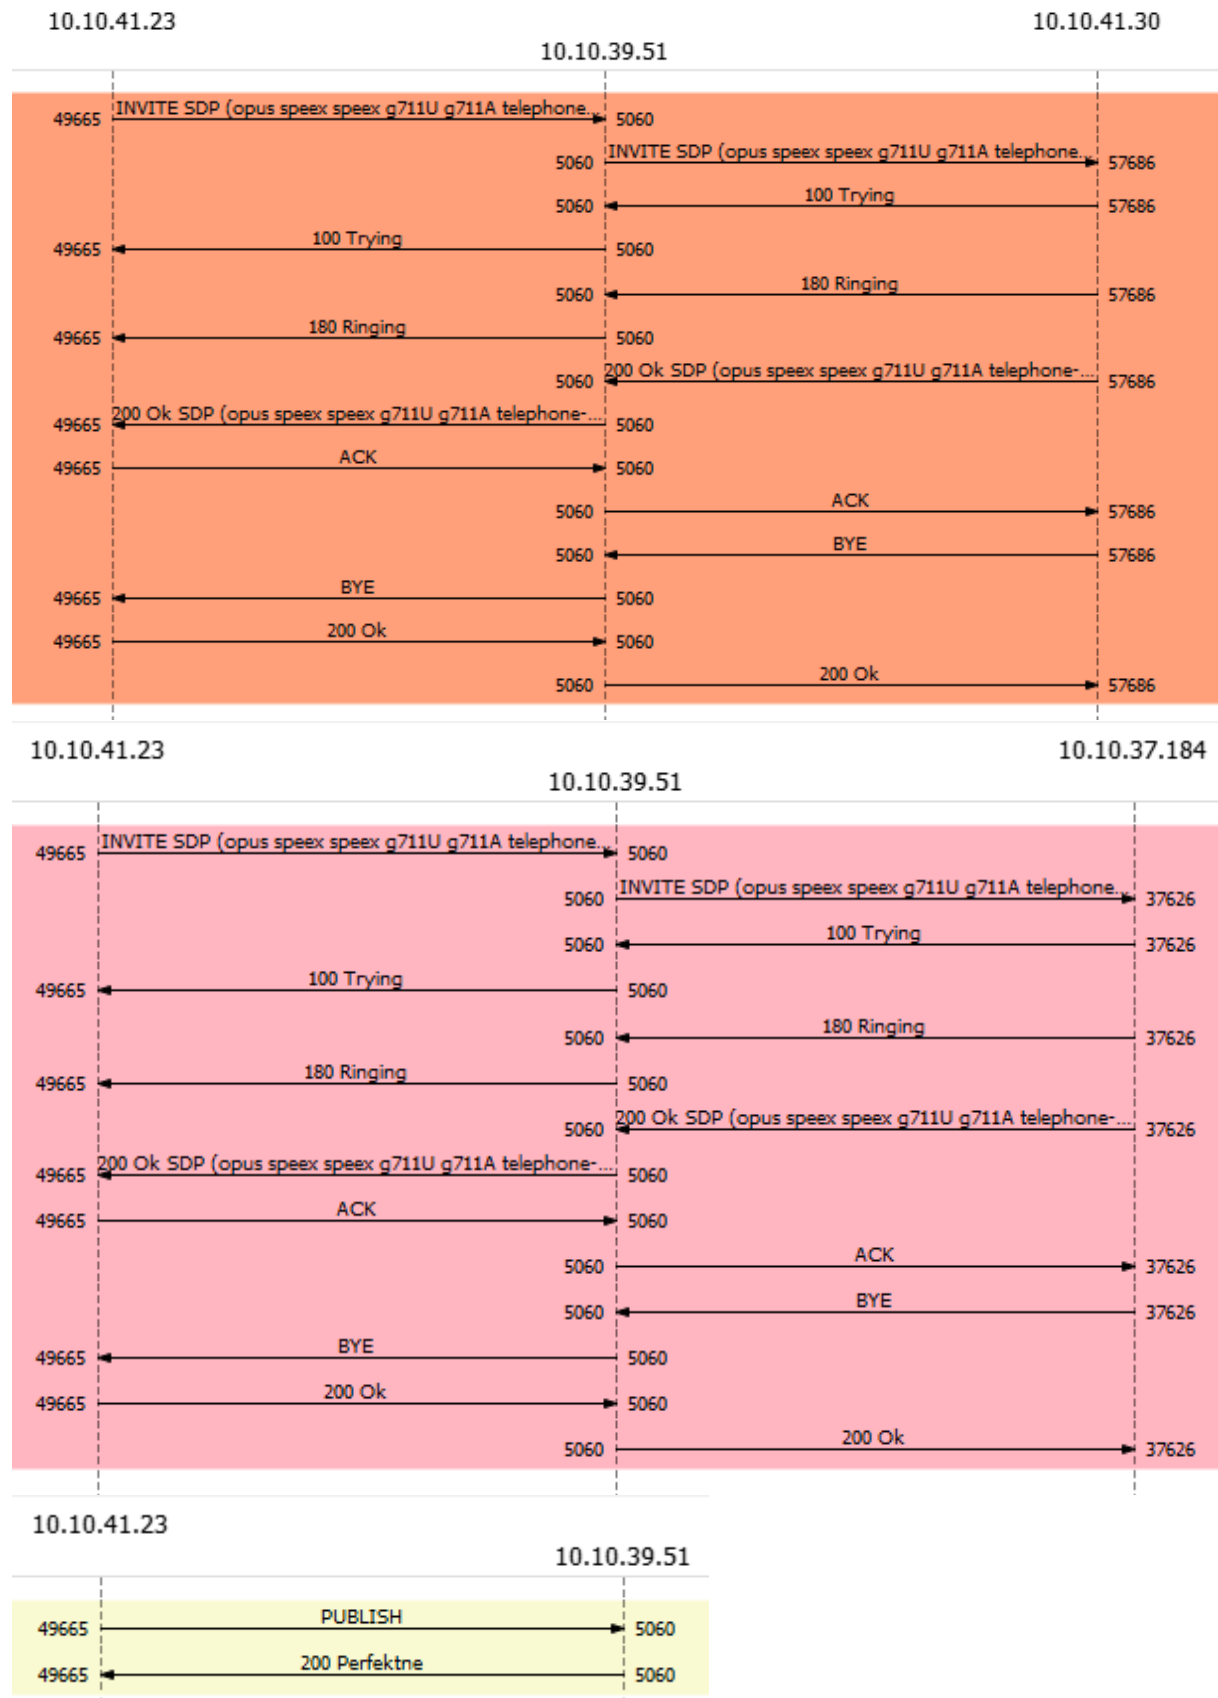 10.10.41.23 10.10.41.30
10.10.39.51
INVITE SDP (opus speex speex g711U g711A telephone...
49665 5060
INVITE SDP (opus speex speex g711U g711A telephone...
5060 57686
100 Trying
5060 57686
100 Trying
49665 5060
180 Ringing
5060 57686
180 Ringing
49665 5060
200 Ok SDP (opus speex speex g711U g711A telephone-...
5060 57686
200 Ok SDP (opus speex speex g711U g711A telephone-...
49665 5060
ACK
49665 5060
ACK
5060 57686
BYE
5060 57686
BYE
49665 5060
200 Ok
49665 5060
200 Ok
5060 57686
10.10.41.23 10.10.37.184
10.10.39.51
INVITE SDP (opus speex speex g711U g711A telephone...
49665 5060
INVITE SDP (opus speex speex g711U g711A telephone...
5060 37626
100 Trying
5060 37626
100 Trying
49665 5060
180 Ringing
5060 37626
180 Ringing
49665 5060
200 Ok SDP (opus speex speex g711U g711A telephone-...
5060 37626
200 Ok SDP (opus speex speex g711U g711A telephone-...
49665 5060
ACK
49665 5060
ACK
5060 37626
BYE
5060 37626
BYE
49665 5060
200 Ok
49665 5060
200 Ok
5060 37626
10.10.41.23
10.10.39.51
PUBLISH
49665 5060
200 Perfektne
49665 5060